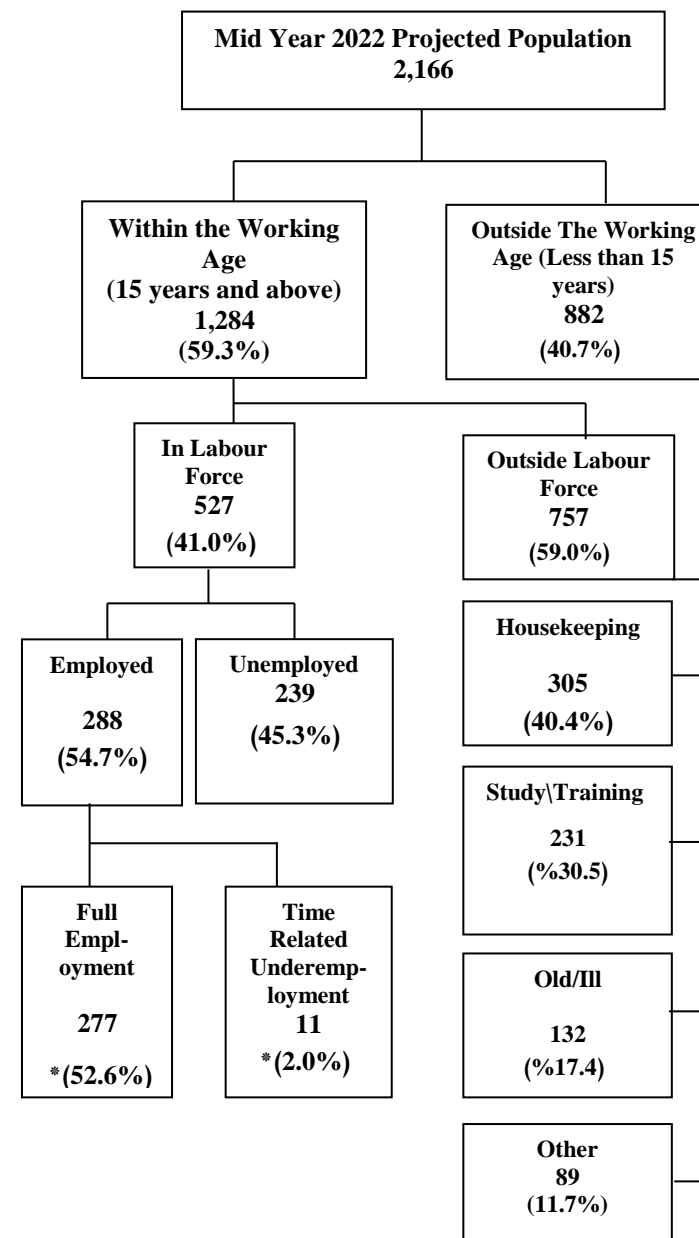 Mid Year 2022 Projected Population
2,166
Within the Working
Age
(15 years and above)
1,284
(59.3%)
Outside The Working
Age (Less than 15
years)
882
(40.7%)
In Labour
Force
527
(41.0%)
Outside Labour
Force
757
(59.0%)
Employed
288
(54.7%)
Unemployed
239
(45.3%)
Housekeeping
305
(40.4%)
Study\Training
231
(%30.5)
Full
Empl-
oyment
277
*(52.6%)
Time
Related
Underemp-
loyment
11
*(2.0%)
Old/Ill
132
(%17.4)
Other
89
(11.7%)